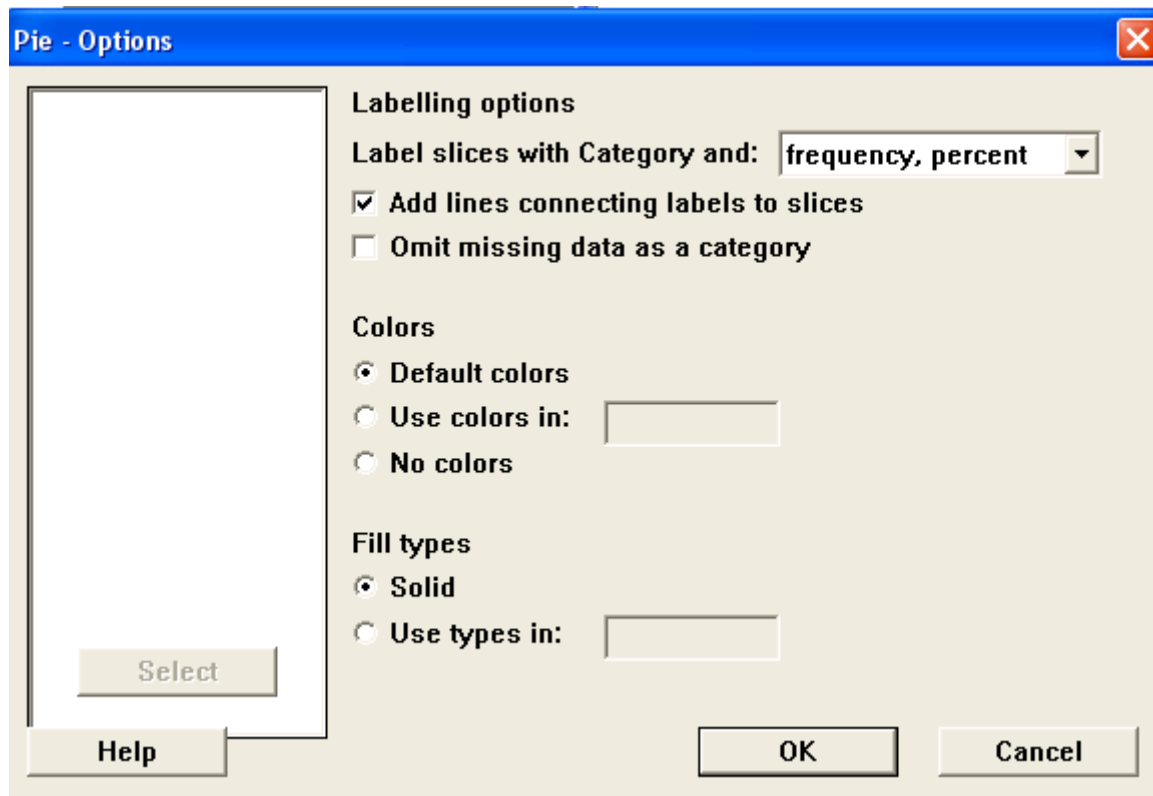 Pie - Options
Labelling options
Label slices with Category and: frequency, percent
Add lines connecting labels to slices
Omit missing data as a category
Colors
Default colors
Use colors in:
No colors
Fill types
Solid
Use types in:
Select
Help
OK
Cancel